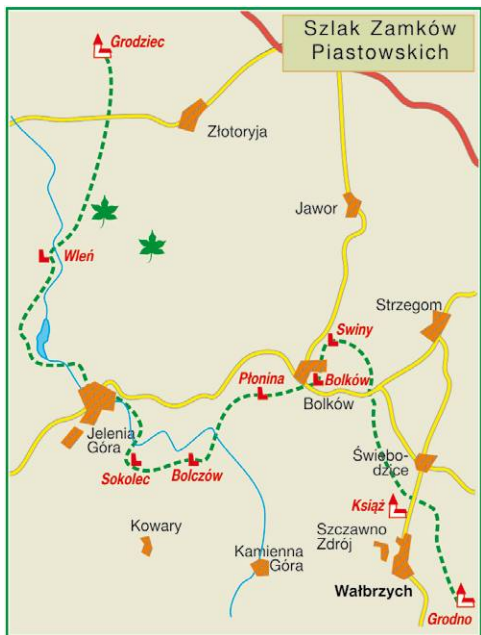 Szlak Zamków
Piastowskich
Grodziec
Złotoryja
Jawor
Wleń
Strzegom
Swiny
Płonina
Bolków
Bolków
Jelenia
Góra
Świebo-
dzice
Sokolec
Bolczów
Książ
Kowary
Szczawno
Zdrój
Kamienna
Góra
Wałbrzych
Grodno